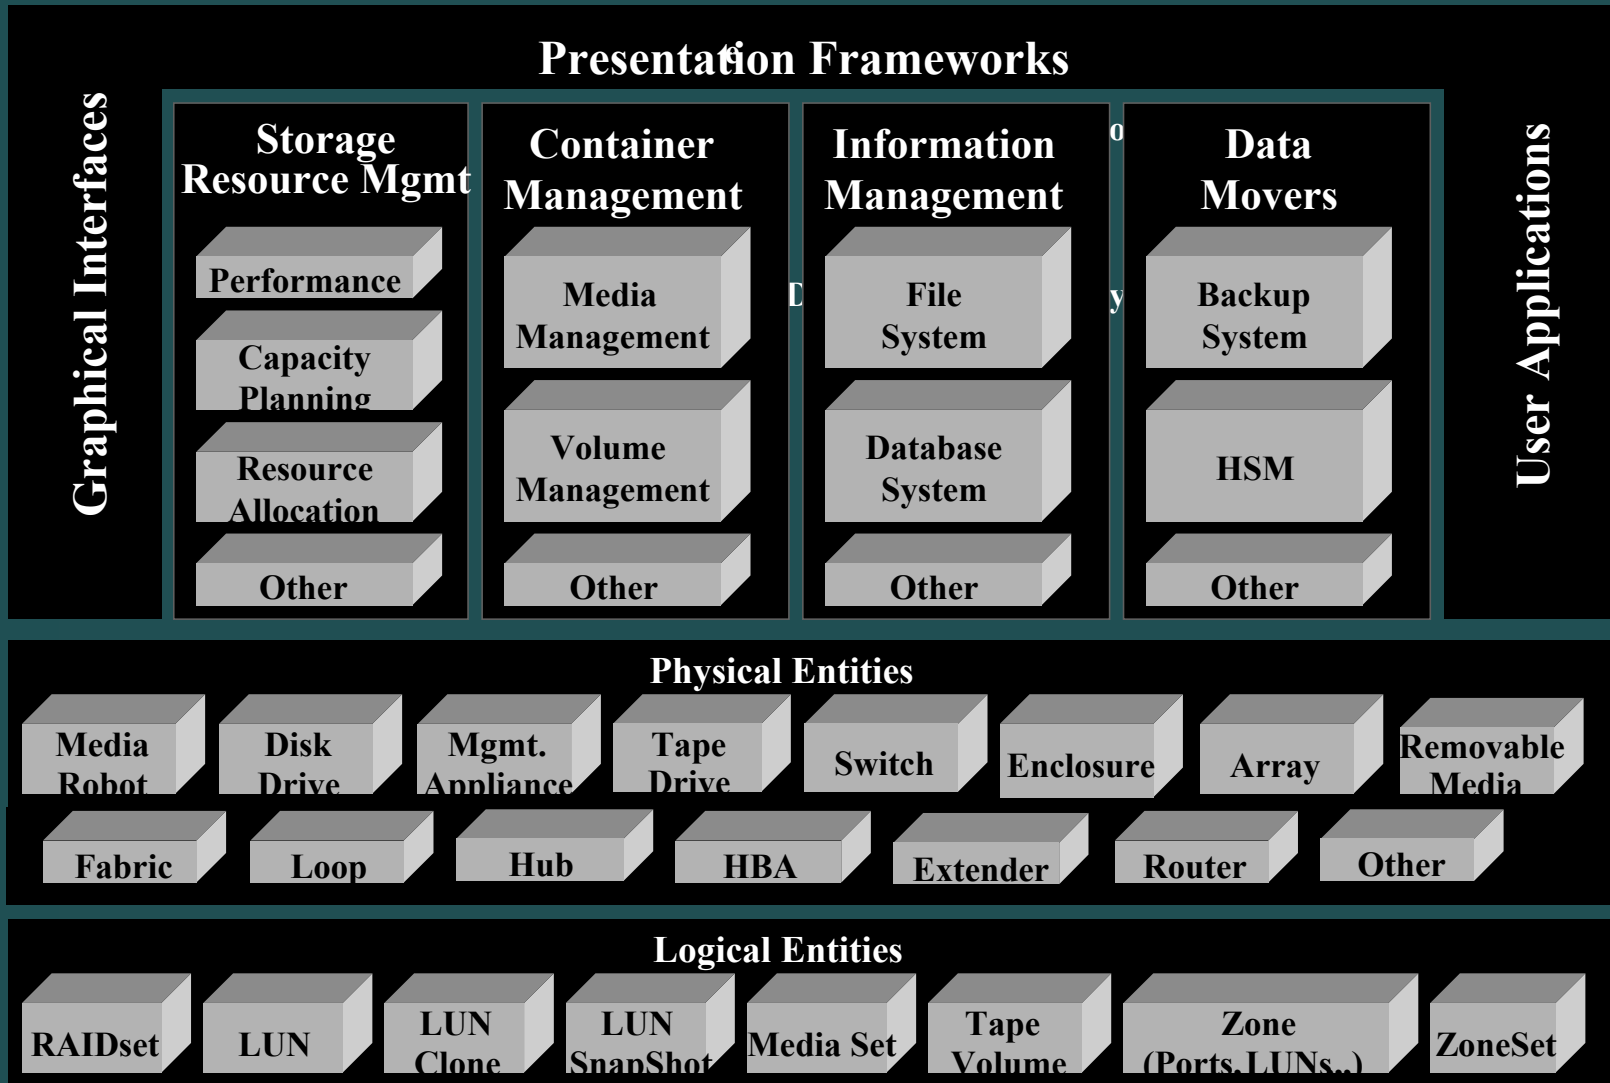 Presentation Frameworks
Graphical Interfaces
Storage
Resource Mgmt
Performance
Capacity
Planning
Resource
Allocation
Other
Container
Management
Media
Management
Volume
Management
Other
Information
Management
File
System
Database
System
Other
Data
Movers
Backup
System
HSM
Other
User Applications
Physical Entities
Media
Robot
Disk
Drive
Mgmt.
Appliance
Tape
Drive
Switch
Enclosure
Array
Removable
Media
Fabric
Loop
Hub
HBA
Extender
Router
Other
Logical Entities
RAIDset
LUN
LUN
Clone
LUN
SnapShot
Media Set
Tape
Volume
Zone
(Ports,LUNs..)
ZoneSet